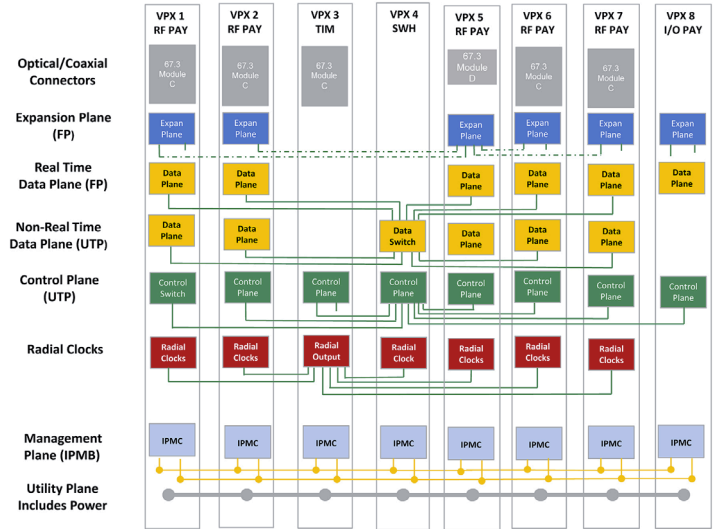 VPX 1 VPX 2 VPX 3 VPX 4 VPX 5 VPX 6 VPX 7 VPX 8
RF PAY RF PAY TIM SWH RF PAY RF PAY RF PAY I/O PAY
Optical/Coaxial
Connectors
67.3 67.3 67.3 67.3 67.3 67.3
Module Module Module Module Module Module
C C C D C C
Expansion Plane
(FP)
Expan Expan Expan Expan Expan Expan
Plane Plane Plane Plane Plane Plane
Real Time
Data Plane (FP)
Data Data Data Data Data Data
Plane Plane Plane Plane Plane Plane
Non-Real Time
Data Plane (UTP)
Data Data Data Data Data Data
Plane Plane Switch Plane Plane Plane
Control Plane
(UTP)
Control Control Control Control Control Control Control Control
Switch Plane Plane Plane Plane Plane Plane Plane
Radial Clocks
Radial Radial Radial Radial Radial Radial Radial
Clocks Clocks Output Clock Clocks Clocks Clocks
Management
Plane (IPMB)
IPMC IPMC IPMC IPMC IPMC IPMC IPMC IPMC
Utility Plane
Includes Power